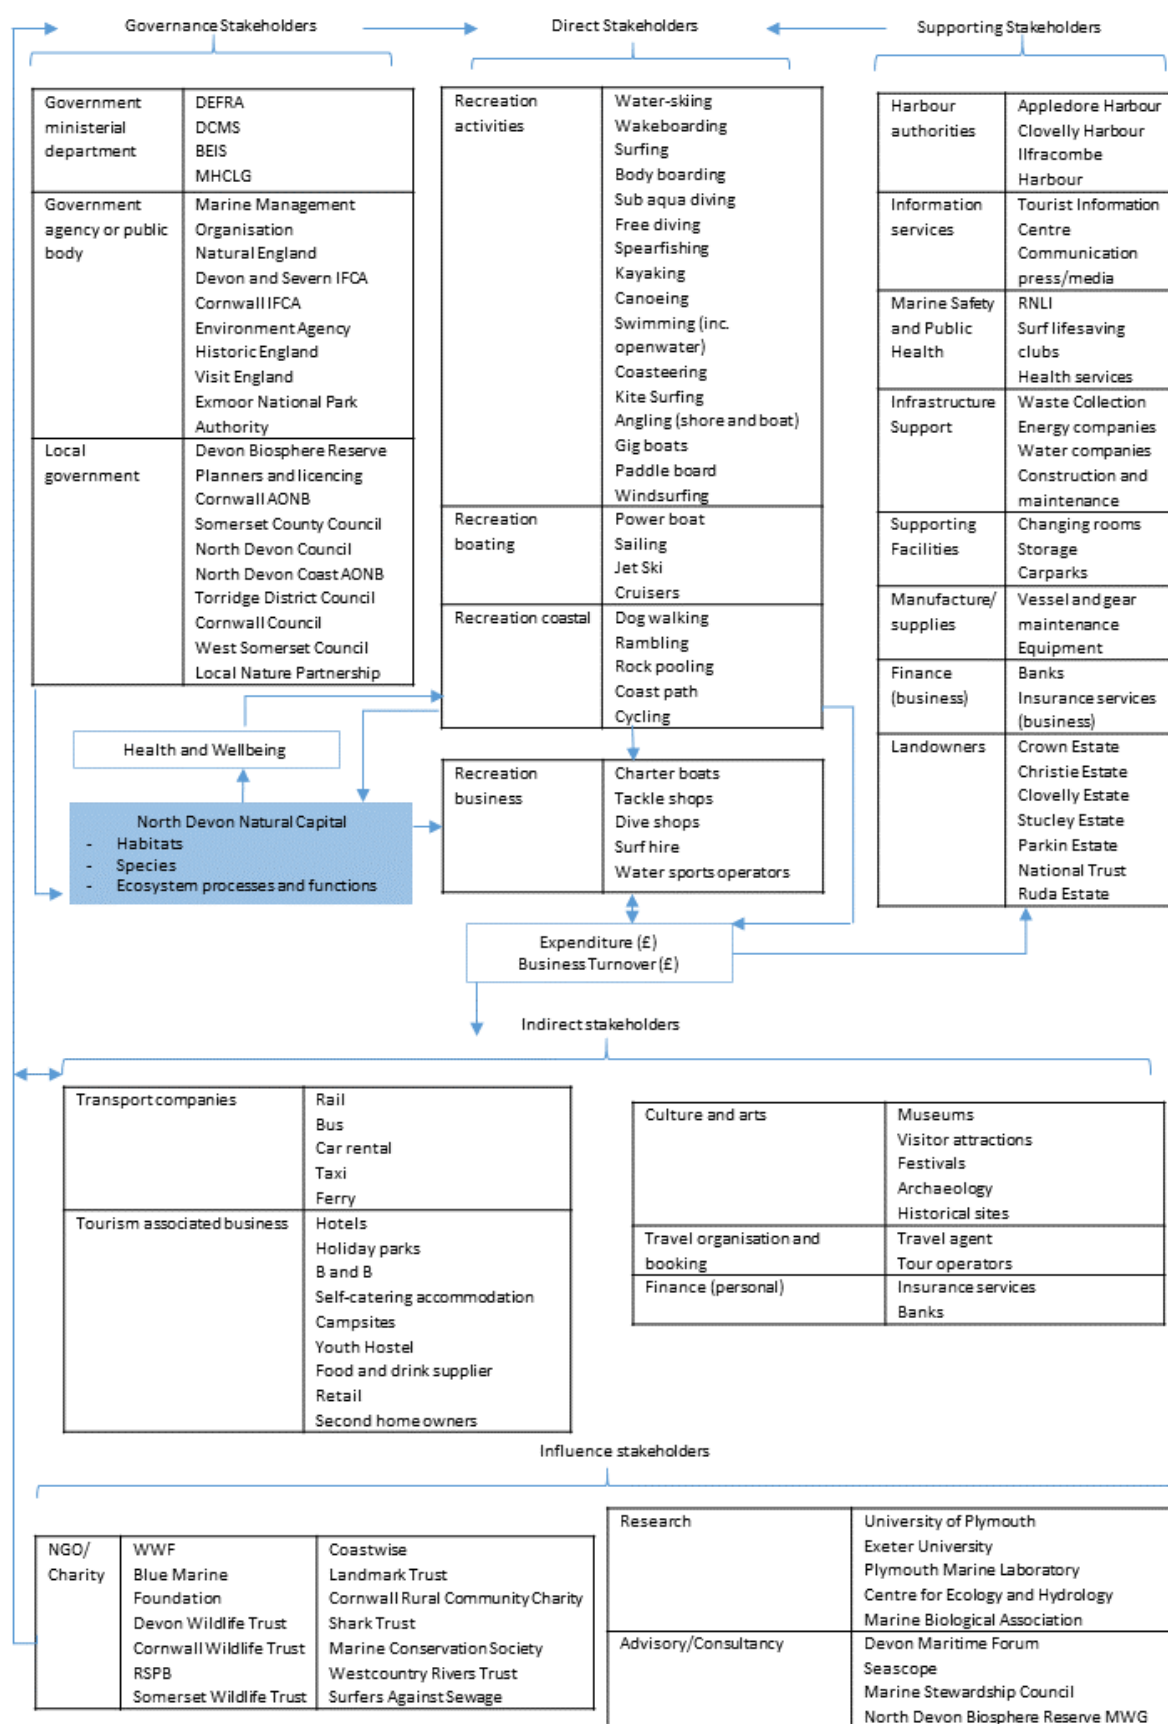 Governance Stakeholders
Direct Stakeholders
Supporting Stakeholders
Government
ministerial
department
DEFRA
DCMS
BEIS
MHCLG
Government
agency or public
body
Marine Management
Organisation
Natural England
Devon and Severn IFCA
Cornwall IFCA
Environment Agency
Historic England
Visit England
Exmoor National Park
Authority
Local
government
Devon Biosphere Reserve
Planners and licencing
Cornwall AONB
Somerset County Council
North Devon Council
North Devon Coast AONB
Torridge District Council
Cornwall Council
West Somerset Council
Local Nature Partnership
Recreation
activities
Water-skiing
Wakeboarding
Surfing
Body boarding
Sub aqua diving
Free diving
Spearfishing
Kayaking
Canoeing
Swimming (inc.
openwater)
Coasteering
Kite Surfing
Angling (shore and boat)
Gig boats
Paddle board
Windsurfing
Recreation
boating
Power boat
Sailing
Jet Ski
Cruisers
Recreation coastal
Dog walking
Rambling
Rock pooling
Coast path
Cycling
Harbour
authorities
Appledore Harbour
Clovelly Harbour
Ilfracombe
Harbour
Information
services
Tourist Information
Centre
Communication
press/media
Marine Safety
and Public
Health
RNLI
Surf lifesaving
clubs
Health services
Infrastructure
Support
Waste Collection
Energy companies
Water companies
Construction and
maintenance
Supporting
Facilities
Changing rooms
Storage
Carparks
Manufacture/
supplies
Vessel and gear
maintenance
Equipment
Finance
(business)
Banks
Insurance services
(business)
Landowners
Crown Estate
Christie Estate
Clovelly Estate
Stucley Estate
Parkin Estate
National Trust
Ruda Estate
Health and Wellbeing
North Devon Natural Capital
- Habitats
- Species
- Ecosystem processes and functions
Recreation
business
Charter boats
Tackle shops
Dive shops
Surf hire
Water sports operators
Expenditure (£)
Business Turnover (£)
Indirect stakeholders
Transport companies
Rail
Bus
Car rental
Taxi
Ferry
Tourism associated business
Hotels
Holiday parks
B and B
Self-catering accommodation
Campsites
Youth Hostel
Food and drink supplier
Retail
Second home owners
Culture and arts
Museums
Visitor attractions
Festivals
Archaeology
Historical sites
Travel organisation and
booking
Travel agent
Tour operators
Finance (personal)
Insurance services
Banks
Influence stakeholders
NGO/
Charity
WWF
Blue Marine
Foundation
Devon Wildlife Trust
Cornwall Wildlife Trust
RSPB
Somerset Wildlife Trust
Coastwise
Landmark Trust
Cornwall Rural Community Charity
Shark Trust
Marine Conservation Society
Westcountry Rivers Trust
Surfers Against Sewage
Research
University of Plymouth
Exeter University
Plymouth Marine Laboratory
Centre for Ecology and Hydrology
Marine Biological Association
Advisory/Consultancy
Devon Maritime Forum
Seascope
Marine Stewardship Council
North Devon Biosphere Reserve MWG